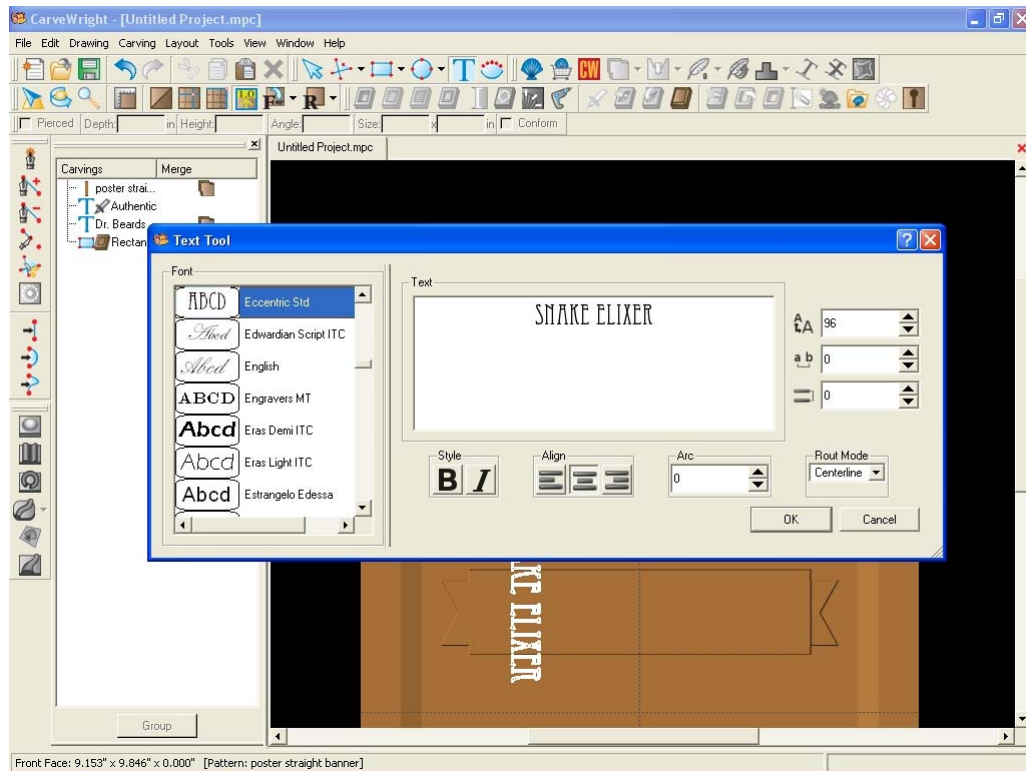 CarveWright - [Untitled Project.mpc]
File Edit Drawing Carving Layout Tools View Window Help
Pierced Depth: in Height: Angle: Size: x in Conform
Untitled Project.mpc
Carvings Merge
poster strai...
Authentic
Dr. Beards
Rectan
Text Tool
Font
ABCD Eccentric Std
Abcd Edwardian Script ITC
Abcd English
ABCD Engravers MT
Abcd Eras Demi ITC
Abcd Eras Light ITC
Abcd Estrangelo Edessa
Text
SNAKE ELIXER
96
a b 0
0
Style
B I
Align
Arc
0
Rout Mode
Centerline
OK Cancel
KE ELIXER
Group
Front Face: 9.153" x 9.846" x 0.000" [Pattern: poster straight banner]